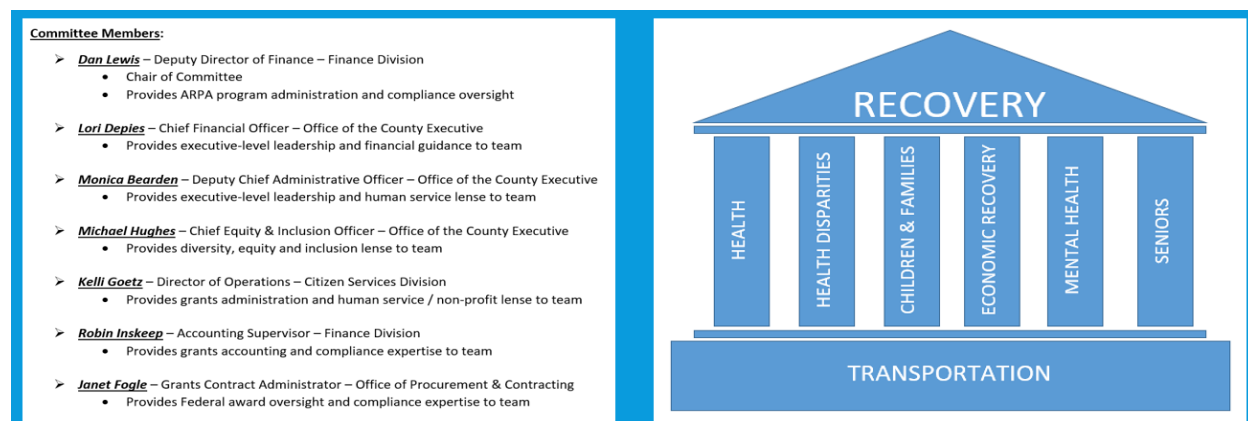 Committee Members:
➢ Dan Lewis – Deputy Director of Finance – Finance Division
• Chair of Committee
• Provides ARPA program administration and compliance oversight
➢ Lori Depies – Chief Financial Officer – Office of the County Executive
• Provides executive-level leadership and financial guidance to team
➢ Monica Bearden – Deputy Chief Administrative Officer – Office of the County Executive
• Provides executive-level leadership and human service lense to team
➢ Michael Hughes – Chief Equity & Inclusion Officer – Office of the County Executive
• Provides diversity, equity and inclusion lense to team
➢ Kelli Goetz – Director of Operations – Citizen Services Division
• Provides grants administration and human service / non-profit lense to team
➢ Robin Inskeep – Accounting Supervisor – Finance Division
• Provides grants accounting and compliance expertise to team
➢ Janet Fogle – Grants Contract Administrator – Office of Procurement & Contracting
• Provides Federal award oversight and compliance expertise to team
RECOVERY
HEALTH
HEALTH DISPARITIES
CHILDREN & FAMILIES
ECONOMIC RECOVERY
MENTAL HEALTH
SENIORS
TRANSPORTATION